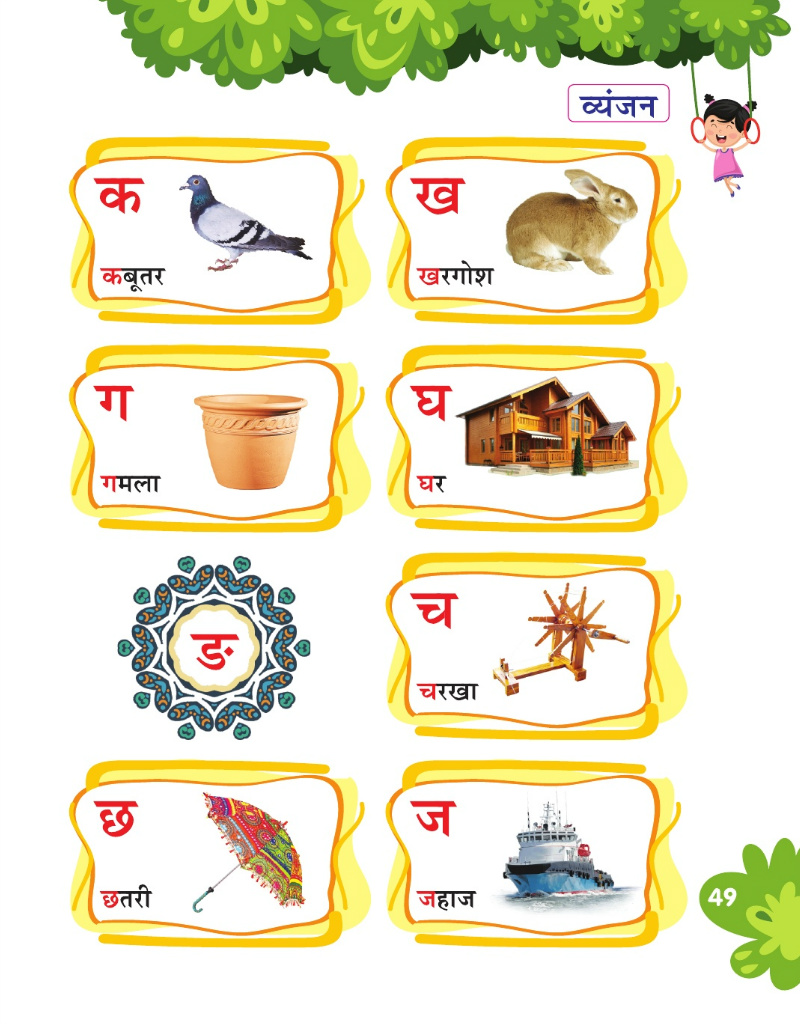 व्यंजन
क
कबूतर
ख
खरगोश
ग
गमला
घ
घर
ङ
च
चरखा
छ
छतरी
ज
जहाज
49